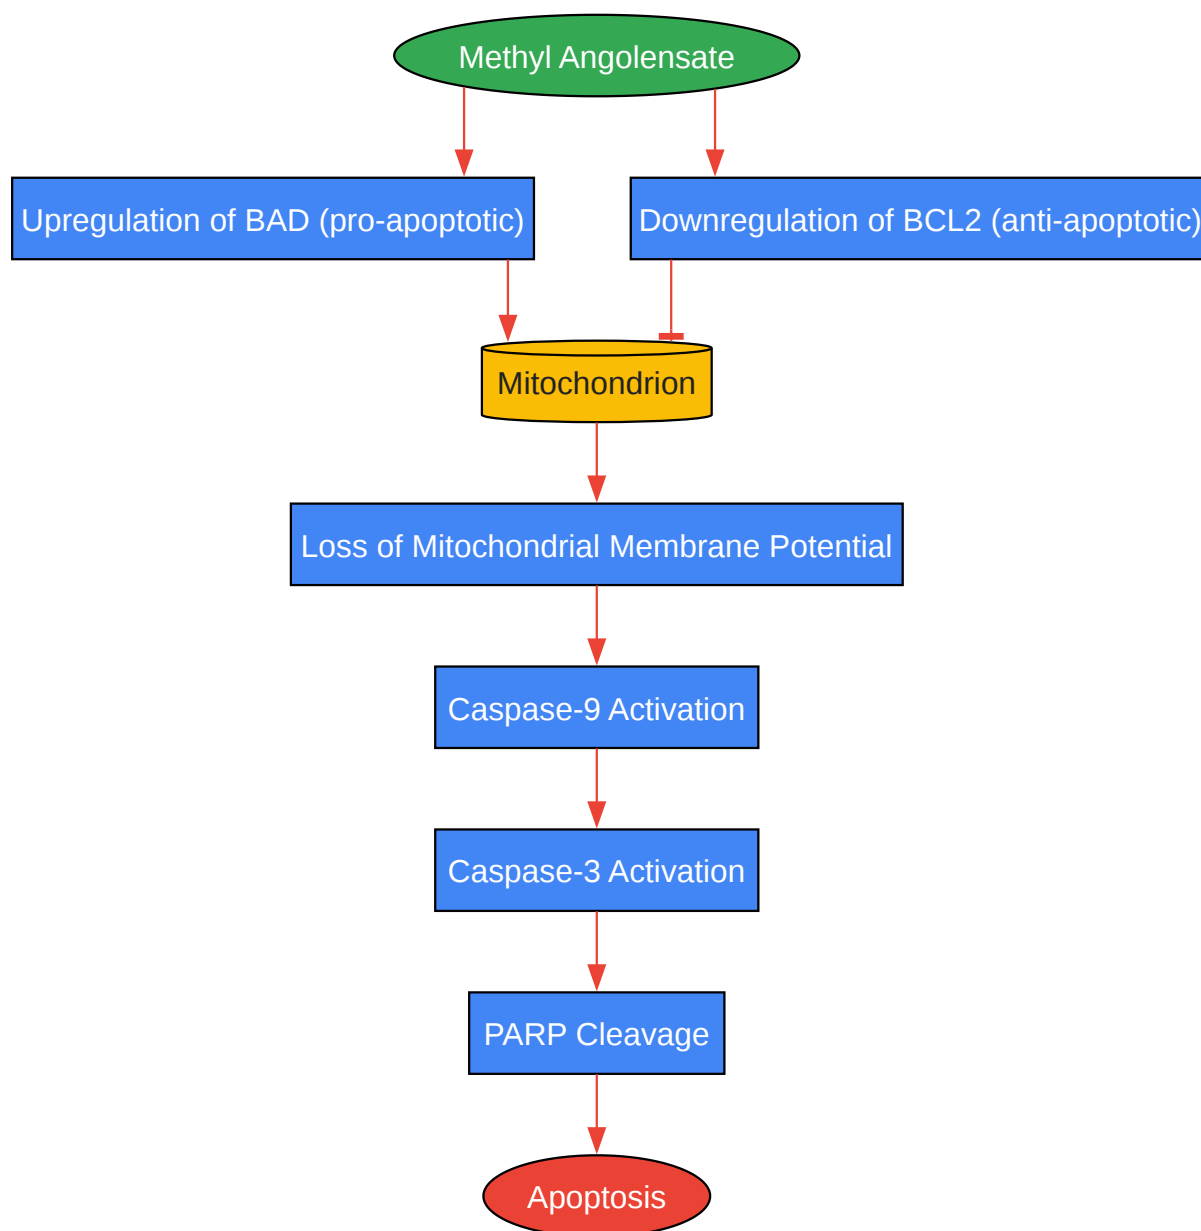 Methyl Angolensate
Upregulation of BAD (pro-apoptotic)
Downregulation of BCL2 (anti-apoptotic)
Mitochondrion
Loss of Mitochondrial Membrane Potential
Caspase-9 Activation
Caspase-3 Activation
PARP Cleavage
Apoptosis